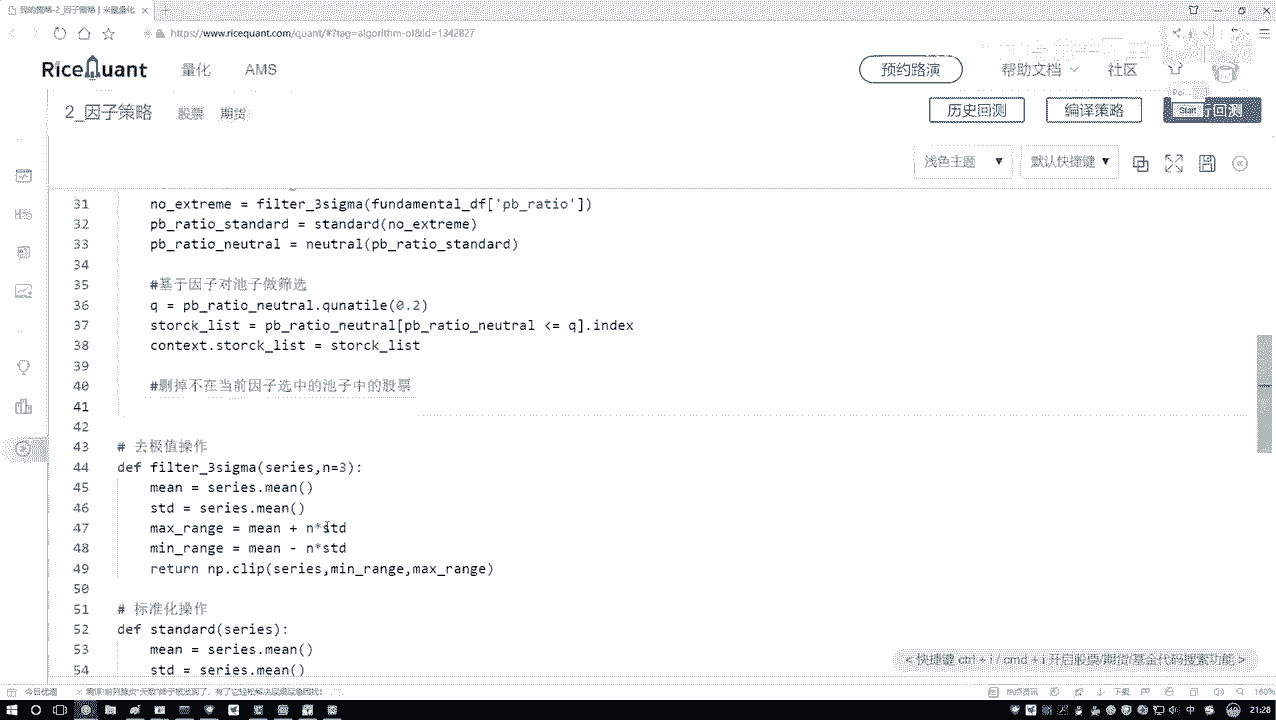 我的策略-2_因子策略 | 米筐量化
https://www.ricequant.com/quant/#?tag=algorithm-ol&id=1342827
RiceQuant 量化 AMS 预约路演 帮助文档 社区
2_因子策略 股票 期货 历史回测 编译策略 行回测
Start
浅色主题 默认快捷键
31 no_extreme = filter_3sigma(fundamental_df['pb_ratio'])
32 pb_ratio_standard = standard(no_extreme)
33 pb_ratio_neutral = neutral(pb_ratio_standard)
34
35 #基于因子对池子做筛选
36 q = pb_ratio_neutral.qunatile(0.2)
37 storck_list = pb_ratio_neutral[pb_ratio_neutral <= q].index
38 context.storck_list = storck_list
39
40 #删掉不在当前因子选中的池子中的股票
41
42
43 # 去极值操作
44 def filter_3sigma(series,n=3):
45 mean = series.mean()
46 std = series.mean()
47 max_range = mean + n*std
48 min_range = mean - n*std
49 return np.clip(series,min_range,max_range)
50
51 # 标准化操作
52 def standard(series):
53 mean = series.mean()
54 std = series.mean()
<快捷键 ctrl + i / cmd + i 开启股票/期货/基金代码搜索功能 >
今日优选 热点资讯 下载 160%
中 21:28